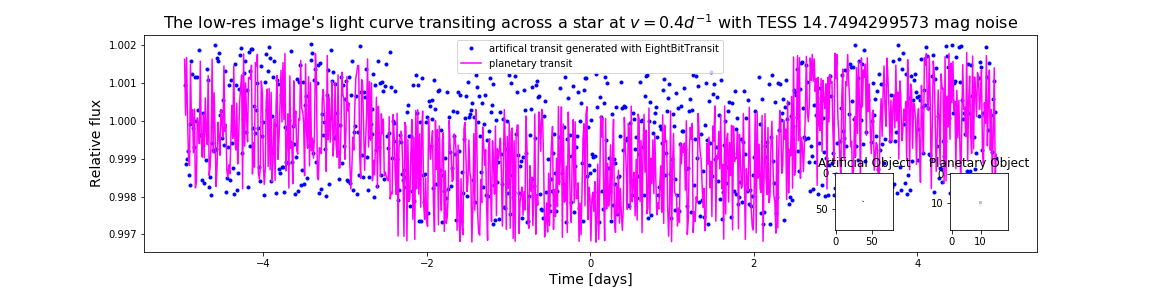 The low-res image's light curve transiting across a star at v = 0.4d⁻¹ with TESS 14.7494299573 mag noise
artifical transit generated with EightBitTransit
planetary transit
Relative flux
1.002
1.001
1.000
0.999
0.998
0.997
−4
−2
0
2
4
Time [days]
Artificial Object
0
50
0
50
Planetary Object
0
10
0
10